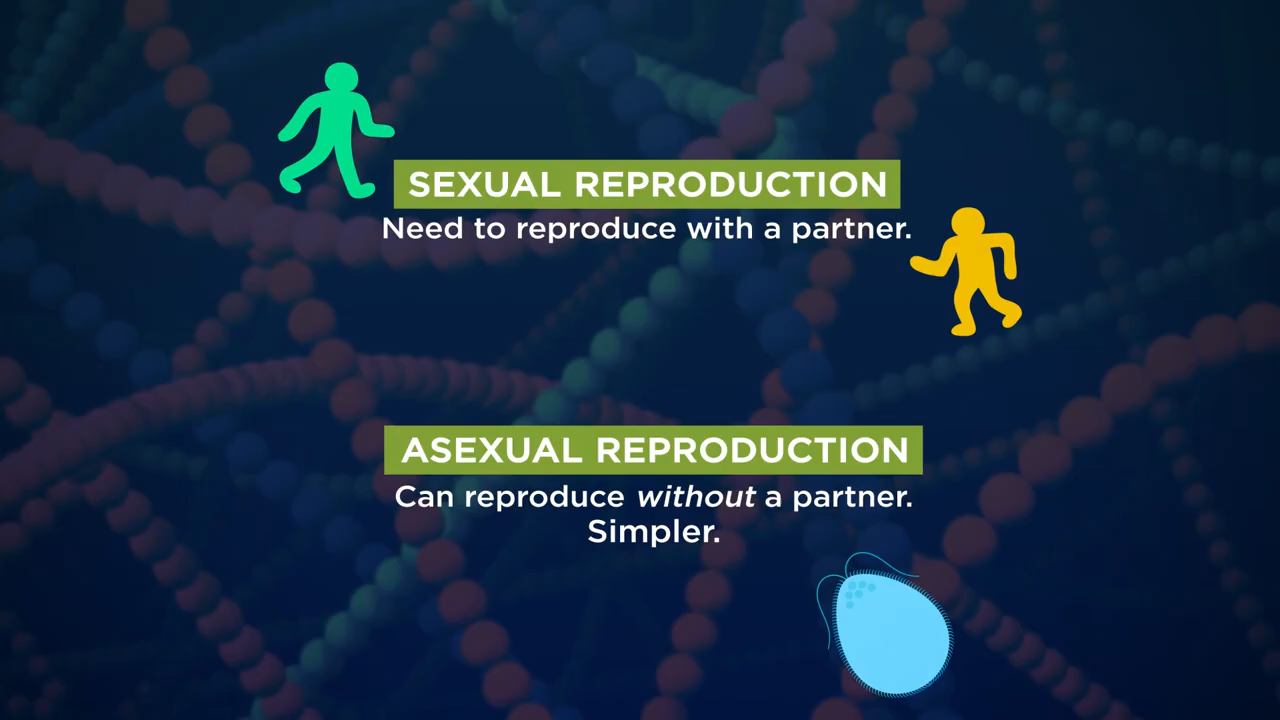 SEXUAL REPRODUCTION
Need to reproduce with a partner.
ASEXUAL REPRODUCTION
Can reproduce without a partner.
Simpler.